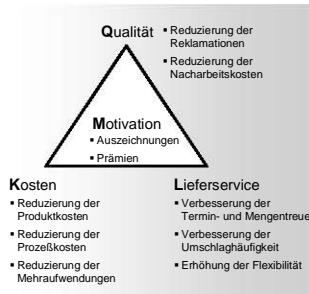 Qualität
▪ Reduzierung der
Reklamationen
▪ Reduzierung der
Nacharbeitskosten
Motivation
▪ Auszeichnungen
▪ Prämien
Kosten
▪ Reduzierung der
Produktkosten
▪ Reduzierung der
Prozeßkosten
▪ Reduzierung der
Mehraufwendungen
Lieferservice
▪ Verbesserung der
Termin- und Mengentreue
▪ Verbesserung der
Umschlaghäufigkeit
▪ Erhöhung der Flexibilität